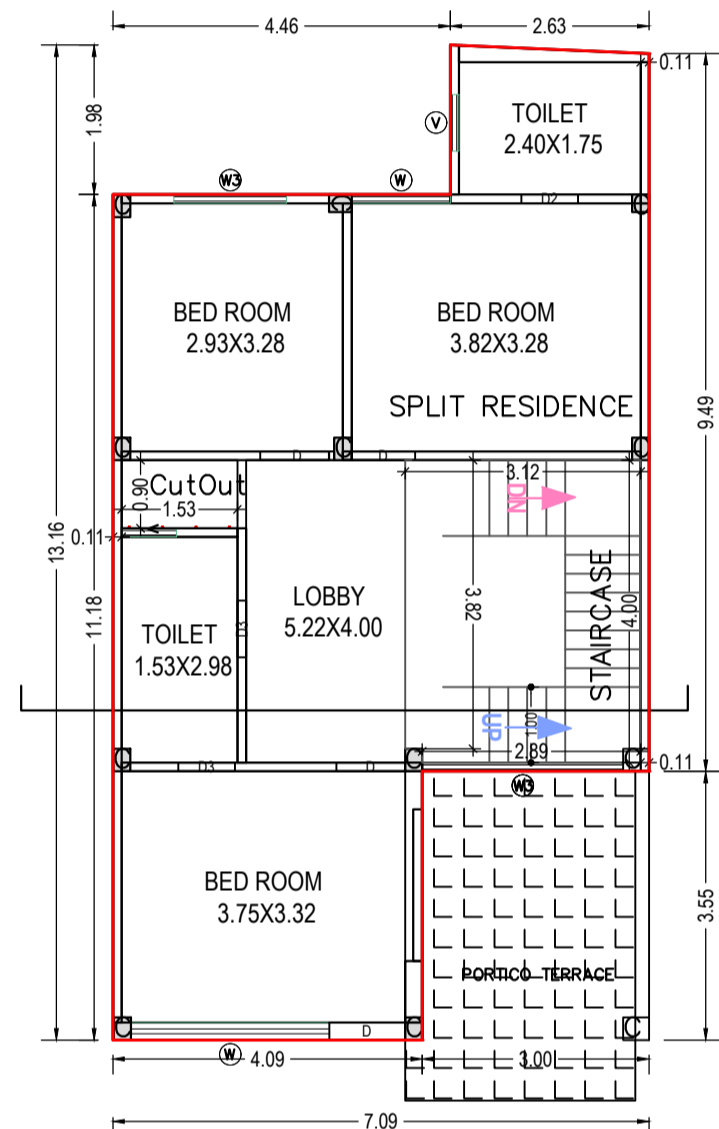 4.46
2.63
0.11
1.98
V
TOILET
2.40X1.75
W3
W
D2
C
C
C
BED ROOM
2.93X3.28
BED ROOM
3.82X3.28
SPLIT RESIDENCE
9.49
C
C
C
D
D
CutOut
0.90
1.53
3.12
DN
13.16
11.18
0.11
LOBBY
5.22X4.00
3.82
STAIRCASE
4.00
TOILET
1.53X2.98
D3
UP
1.00
2.89
C
D3
D
C
C
0.11
W3
BED ROOM
3.75X3.32
3.55
PORTICO TERRACE
C
D
C
C
W
4.09
3.00
7.09